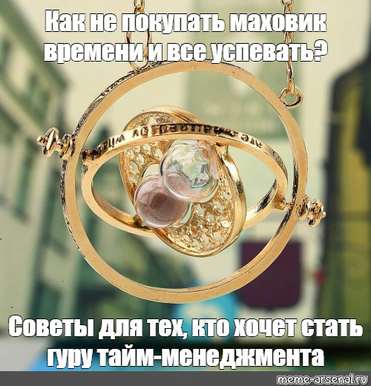 Как не покупать маховик
времени и все успевать?
Советы для тех, кто хочет стать
гуру тайм-менеджмента
meme-arsenal.ru